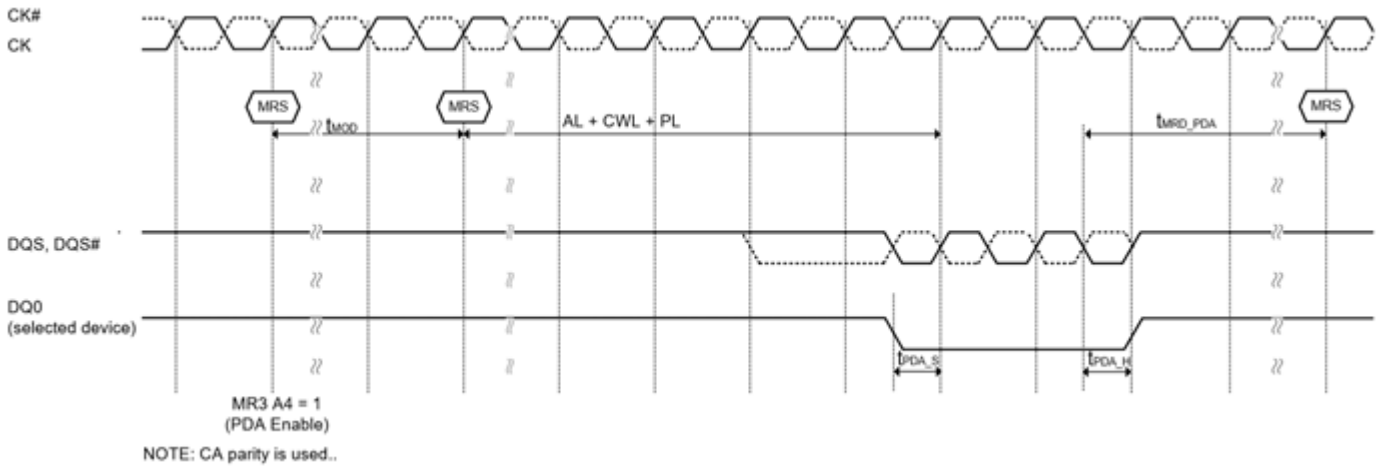 CK#
CK
MRS
MRS
MRS
tMOD
AL + CWL + PL
tMRD_PDA
DQS, DQS#
DQ0
(selected device)
tPDA_S
tPDA_H
MR3 A4 = 1
(PDA Enable)
NOTE: CA parity is used..